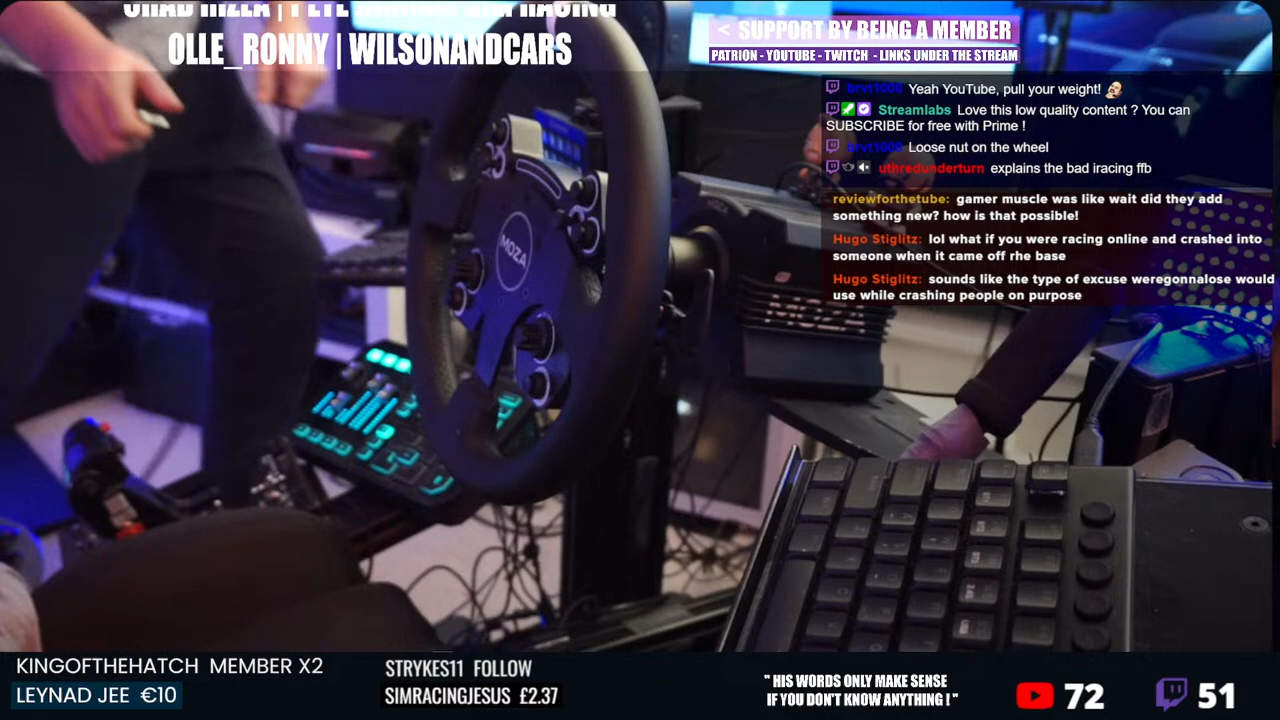 OLLE_RONNY | WILSONANDCARS
< SUPPORT BY BEING A MEMBER
PATRION - YOUTUBE - TWITCH - LINKS UNDER THE STREAM
brvt1000 Yeah YouTube, pull your weight!
Streamlabs Love this low quality content ? You can
SUBSCRIBE for free with Prime !
brvt1000 Loose nut on the wheel
uthredunderturn explains the bad iracing ffb
reviewforthetube: gamer muscle was like wait did they add
something new? how is that possible!
Hugo Stiglitz: lol what if you were racing online and crashed into
someone when it came off rhe base
Hugo Stiglitz: sounds like the type of excuse weregonnalose would
use while crashing people on purpose
MOZA
KINGOFTHEHATCH MEMBER X2
LEYNAD JEE €10
STRYKES11 FOLLOW
SIMRACINGJESUS £2.37
" HIS WORDS ONLY MAKE SENSE
IF YOU DON'T KNOW ANYTHING ! "
72
51